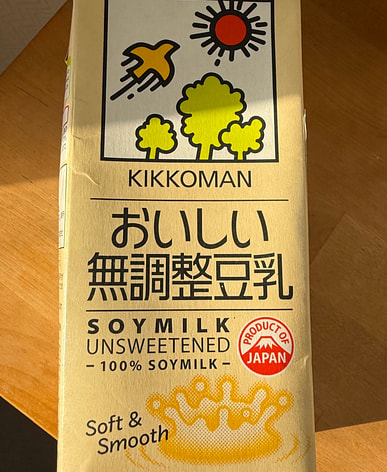 KIKKOMAN
おいしい
無調整豆乳
SOYMILK
UNSWEETENED
- 100% SOYMILK -
PRODUCT OF
JAPAN
Soft &
Smooth